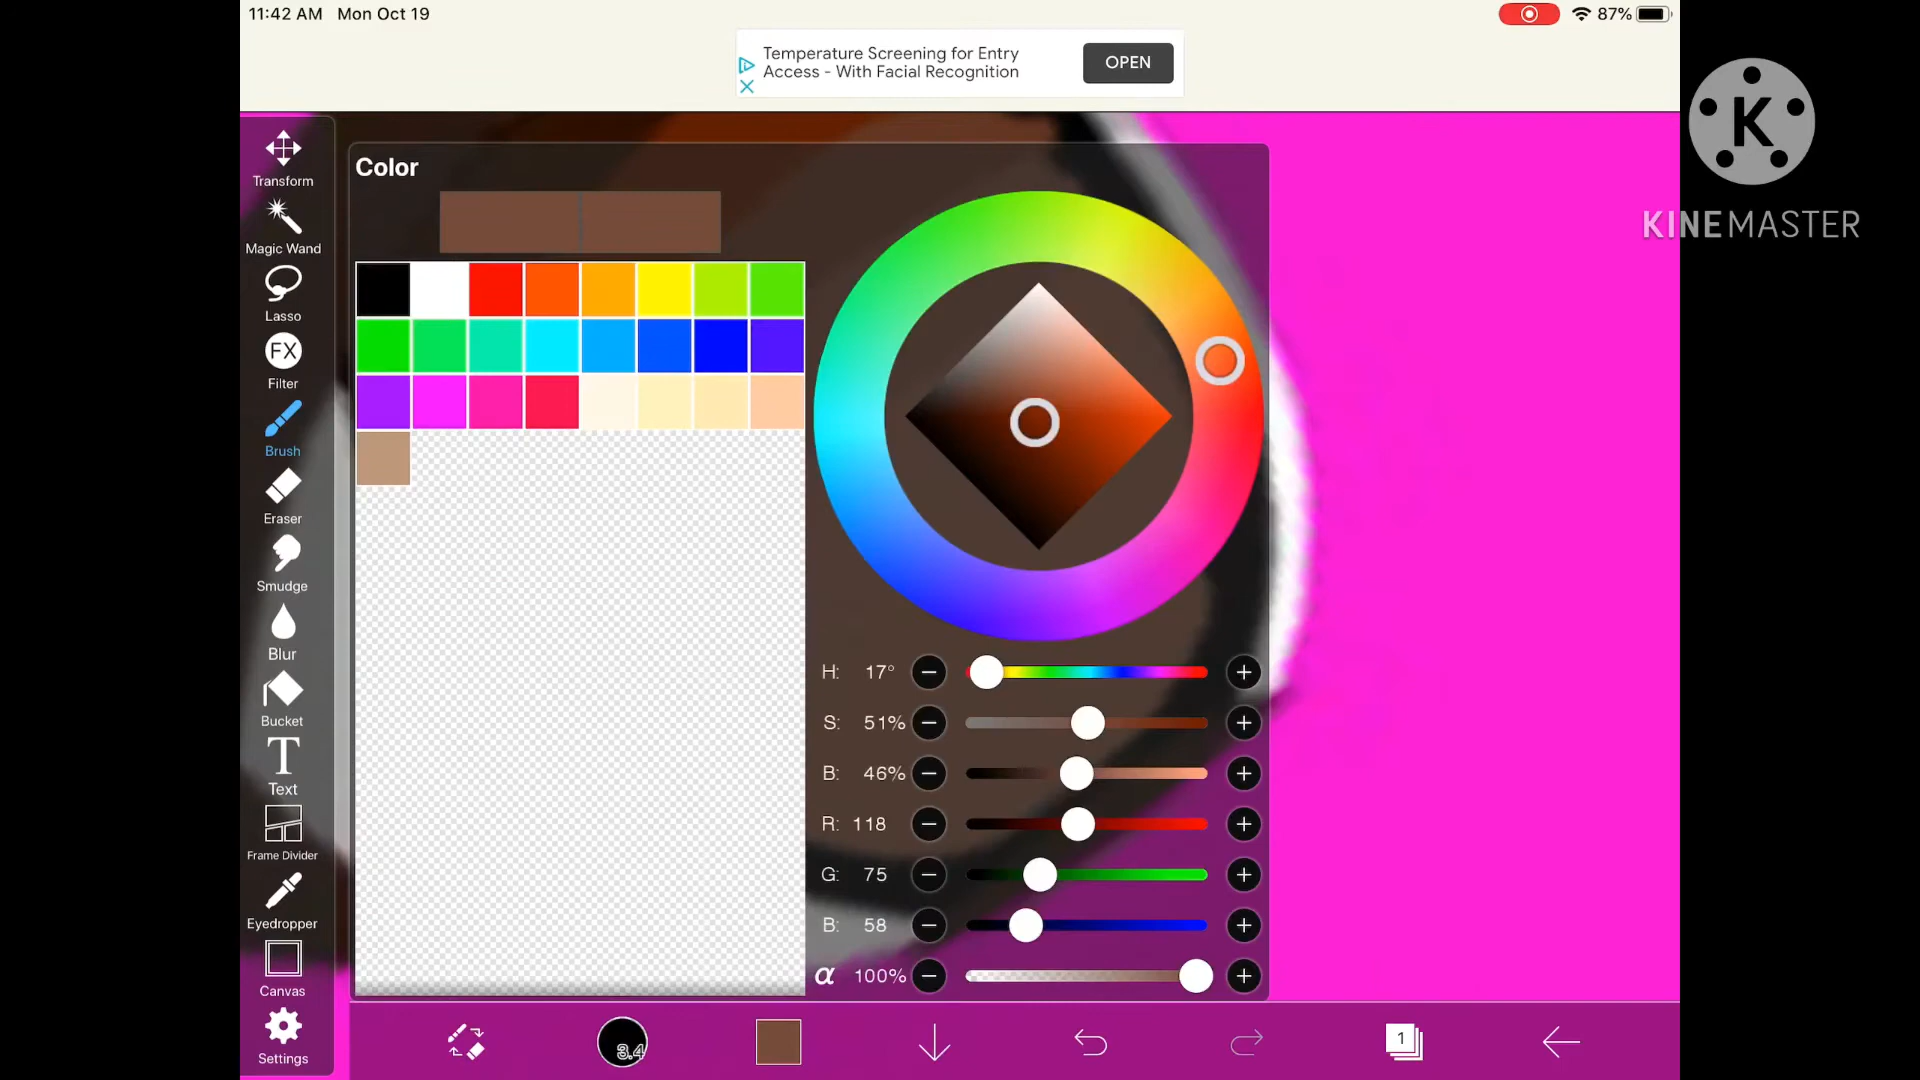 11:42 AM Mon Oct 19
87%
Temperature Screening for Entry
Access - With Facial Recognition
OPEN
K
KINEMASTER
Transform
Magic Wand
Lasso
FX
Filter
Brush
Eraser
Smudge
Blur
Bucket
T
Text
Frame Divider
Eyedropper
Canvas
Settings
Color
H: 17°
S: 51%
B: 46%
R: 118
G: 75
B: 58
α 100%
3.4
1